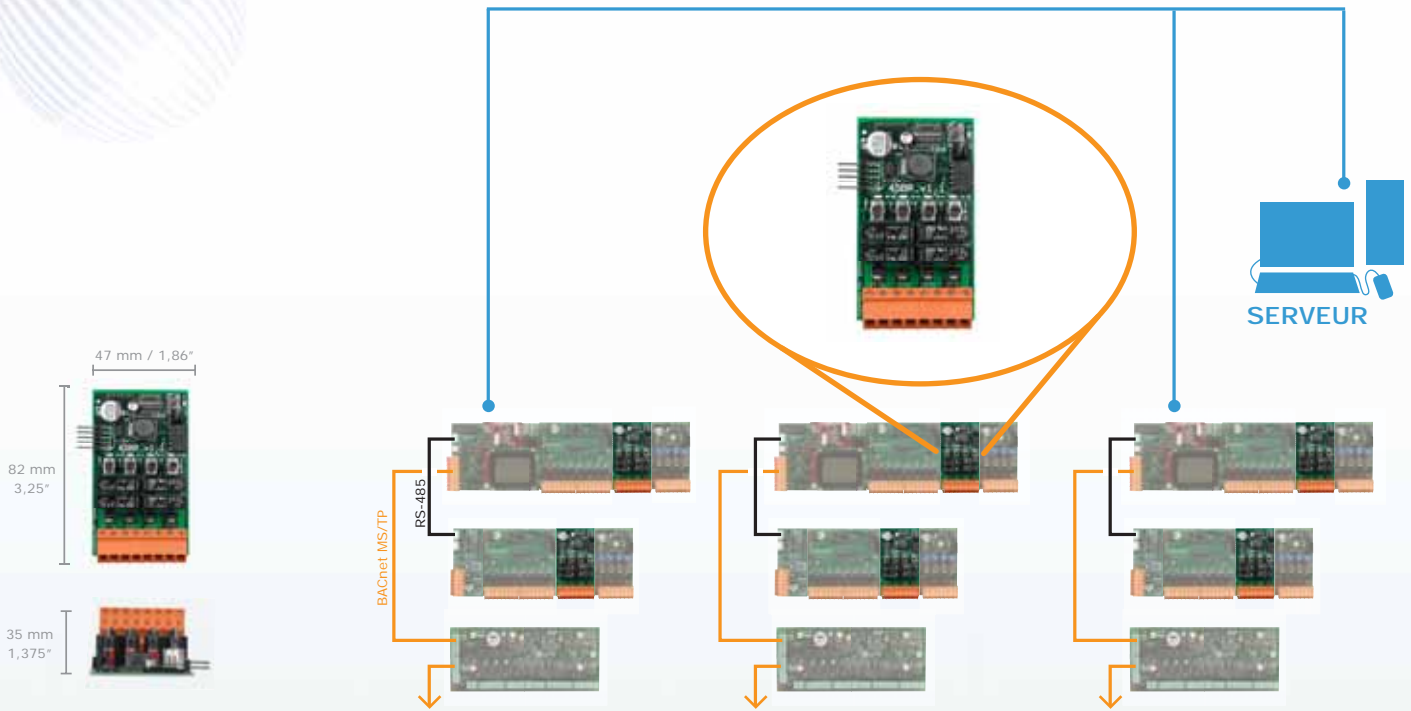 SERVEUR
47 mm / 1,86"
82 mm
3,25"
35 mm
1,375"
RS-485
BACnet MS/TP